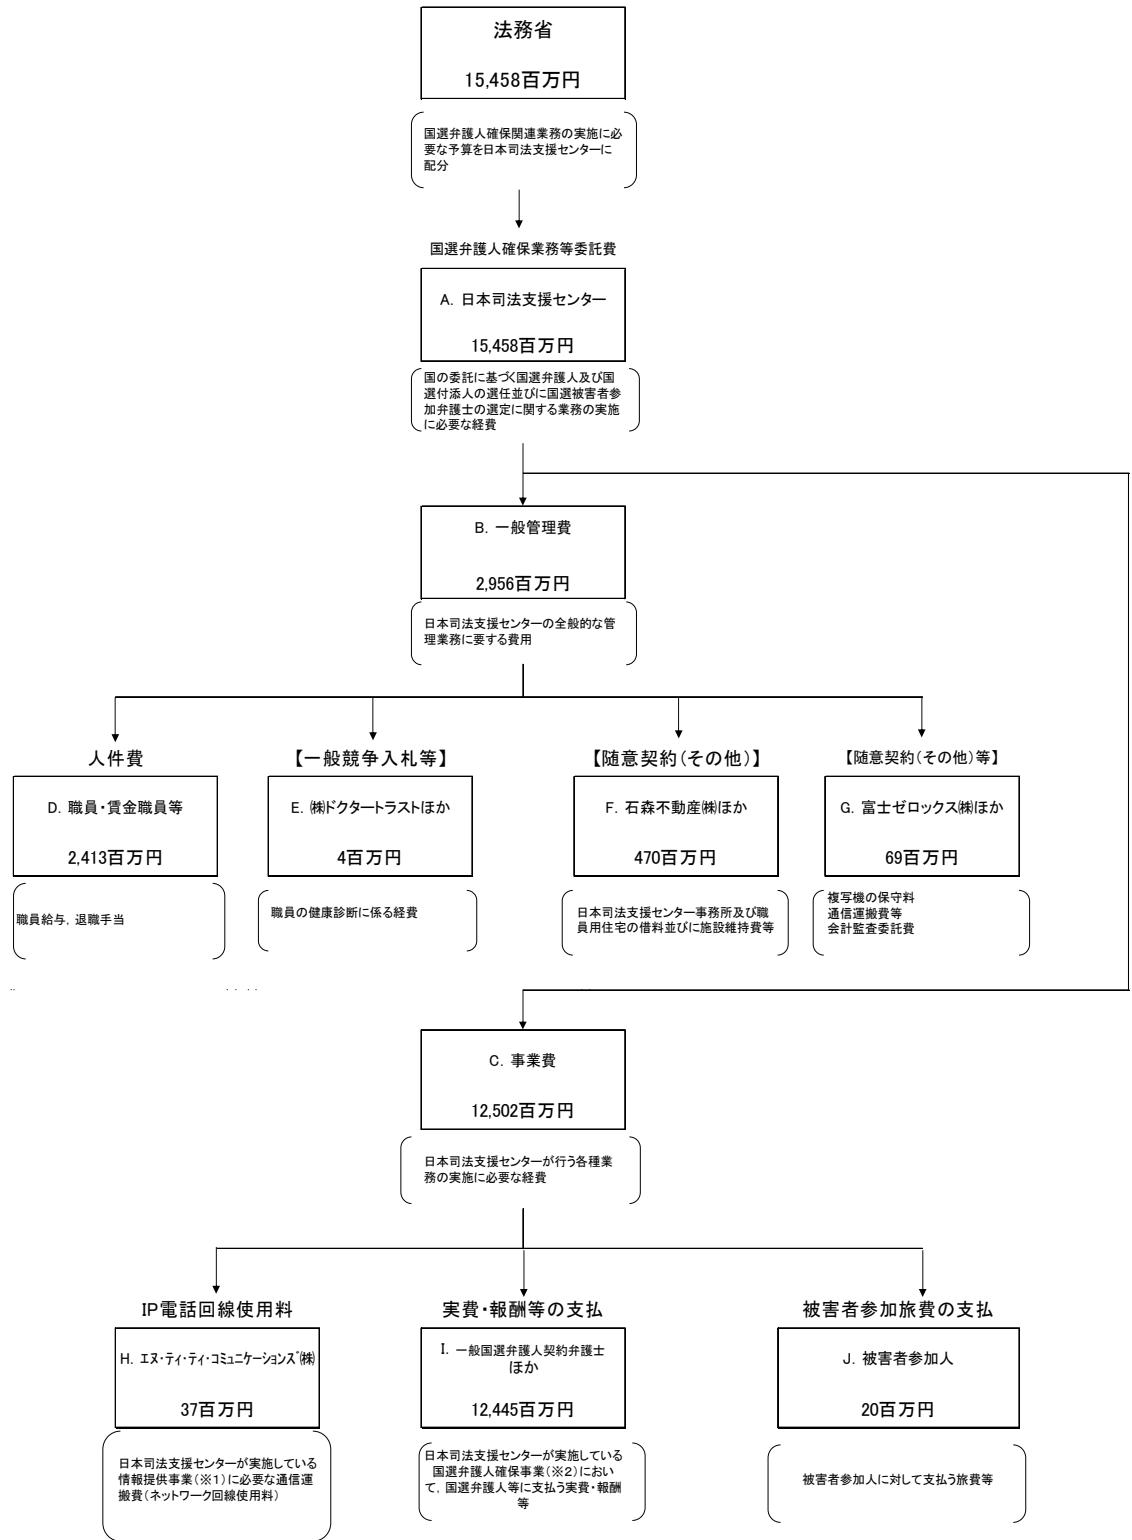 法務省
15,458百万円
国選弁護人確保関連業務の実施に必
要な予算を日本司法支援センターに
配分
国選弁護人確保業務等委託費
A. 日本司法支援センター
15,458百万円
国の委託に基づく国選弁護人及び国
選付添人の選任並びに国選被害者参
加弁護士の選定に関する業務の実施
に必要な経費
B. 一般管理費
2,956百万円
日本司法支援センターの全般的な管
理業務に要する費用
人件費
D. 職員・賃金職員等
2,413百万円
職員給与，退職手当
【一般競争入札等】
E. ㈱ドクタートラストほか
4百万円
職員の健康診断に係る経費
【随意契約（その他）】
F. 石森不動産㈱ほか
470百万円
日本司法支援センター事務所及び職
員用住宅の借料並びに施設維持費等
【随意契約（その他）等】
G. 富士ゼロックス㈱ほか
69百万円
複写機の保守料
通信運搬費等
会計監査委託費
C. 事業費
12,502百万円
日本司法支援センターが行う各種業
務の実施に必要な経費
IP電話回線使用料
H. ｴﾇ・ﾃｨ・ﾃｨ・ｺﾐｭﾆｹｰｼｮﾝｽﾞ㈱
37百万円
日本司法支援センターが実施している
情報提供事業（※1）に必要な通信運
搬費（ネットワーク回線使用料）
実費・報酬等の支払
I. 一般国選弁護人契約弁護士
ほか
12,445百万円
日本司法支援センターが実施している
国選弁護人確保事業（※2）におい
て，国選弁護人等に支払う実費・報酬
等
被害者参加旅費の支払
J. 被害者参加人
20百万円
被害者参加人に対して支払う旅費等